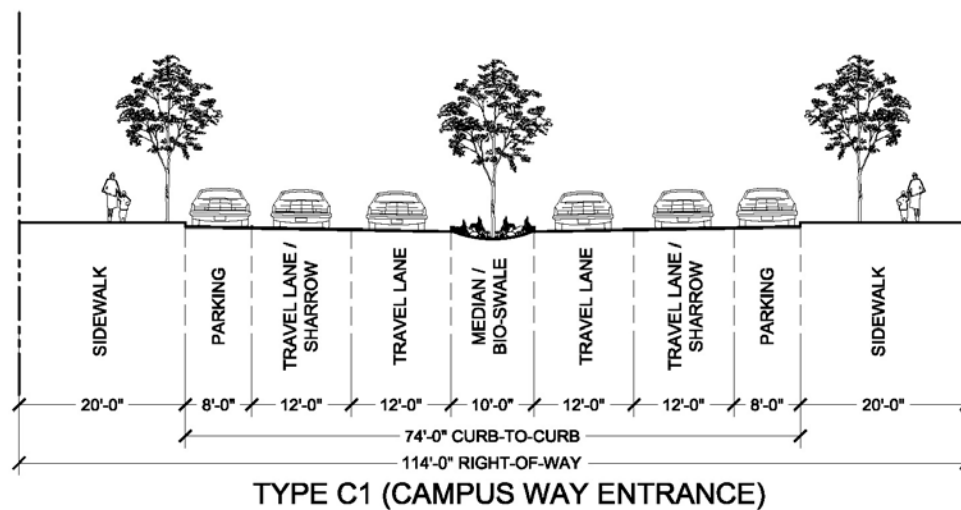 SIDEWALK
PARKING
TRAVEL LANE /
SHARROW
TRAVEL LANE
MEDIAN /
BIO-SWALE
TRAVEL LANE
TRAVEL LANE /
SHARROW
PARKING
SIDEWALK
20'-0" 8'-0" 12'-0" 12'-0" 10'-0" 12'-0" 12'-0" 8'-0" 20'-0"
74'-0" CURB-TO-CURB
114'-0" RIGHT-OF-WAY
TYPE C1 (CAMPUS WAY ENTRANCE)